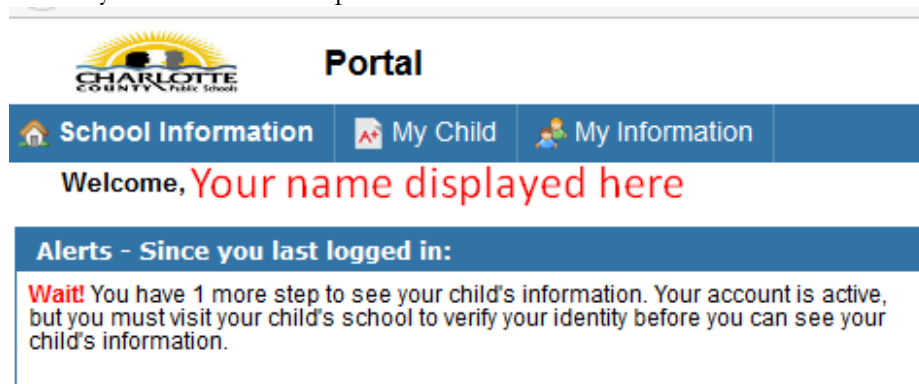 Portal
CHARLOTTE
COUNTY Public Schools
School Information
A+ My Child
My Information
Welcome, Your name displayed here
Alerts - Since you last logged in:
Wait! You have 1 more step to see your child's information. Your account is active,
but you must visit your child's school to verify your identity before you can see your
child's information.